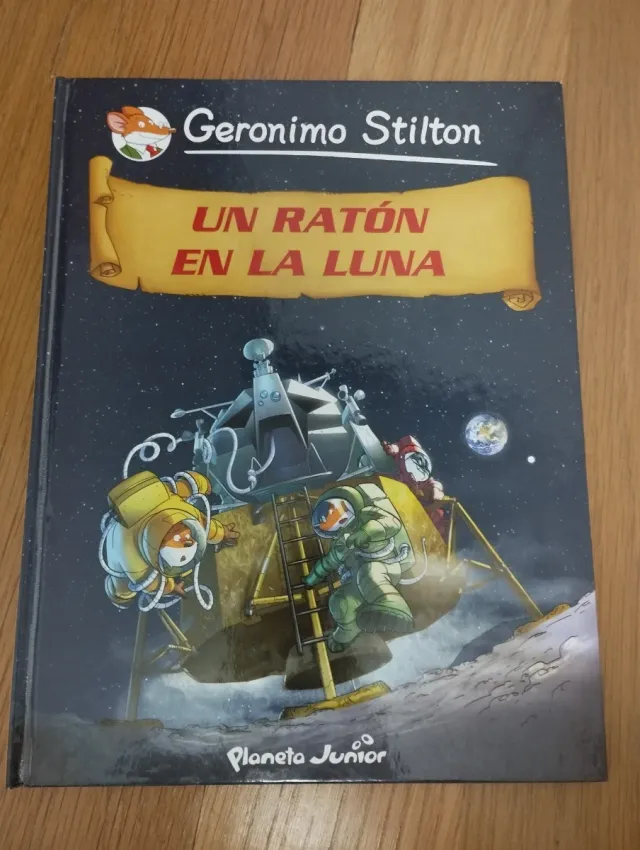 Geronimo Stilton
UN RATÓN
EN LA LUNA
Planeta Junior